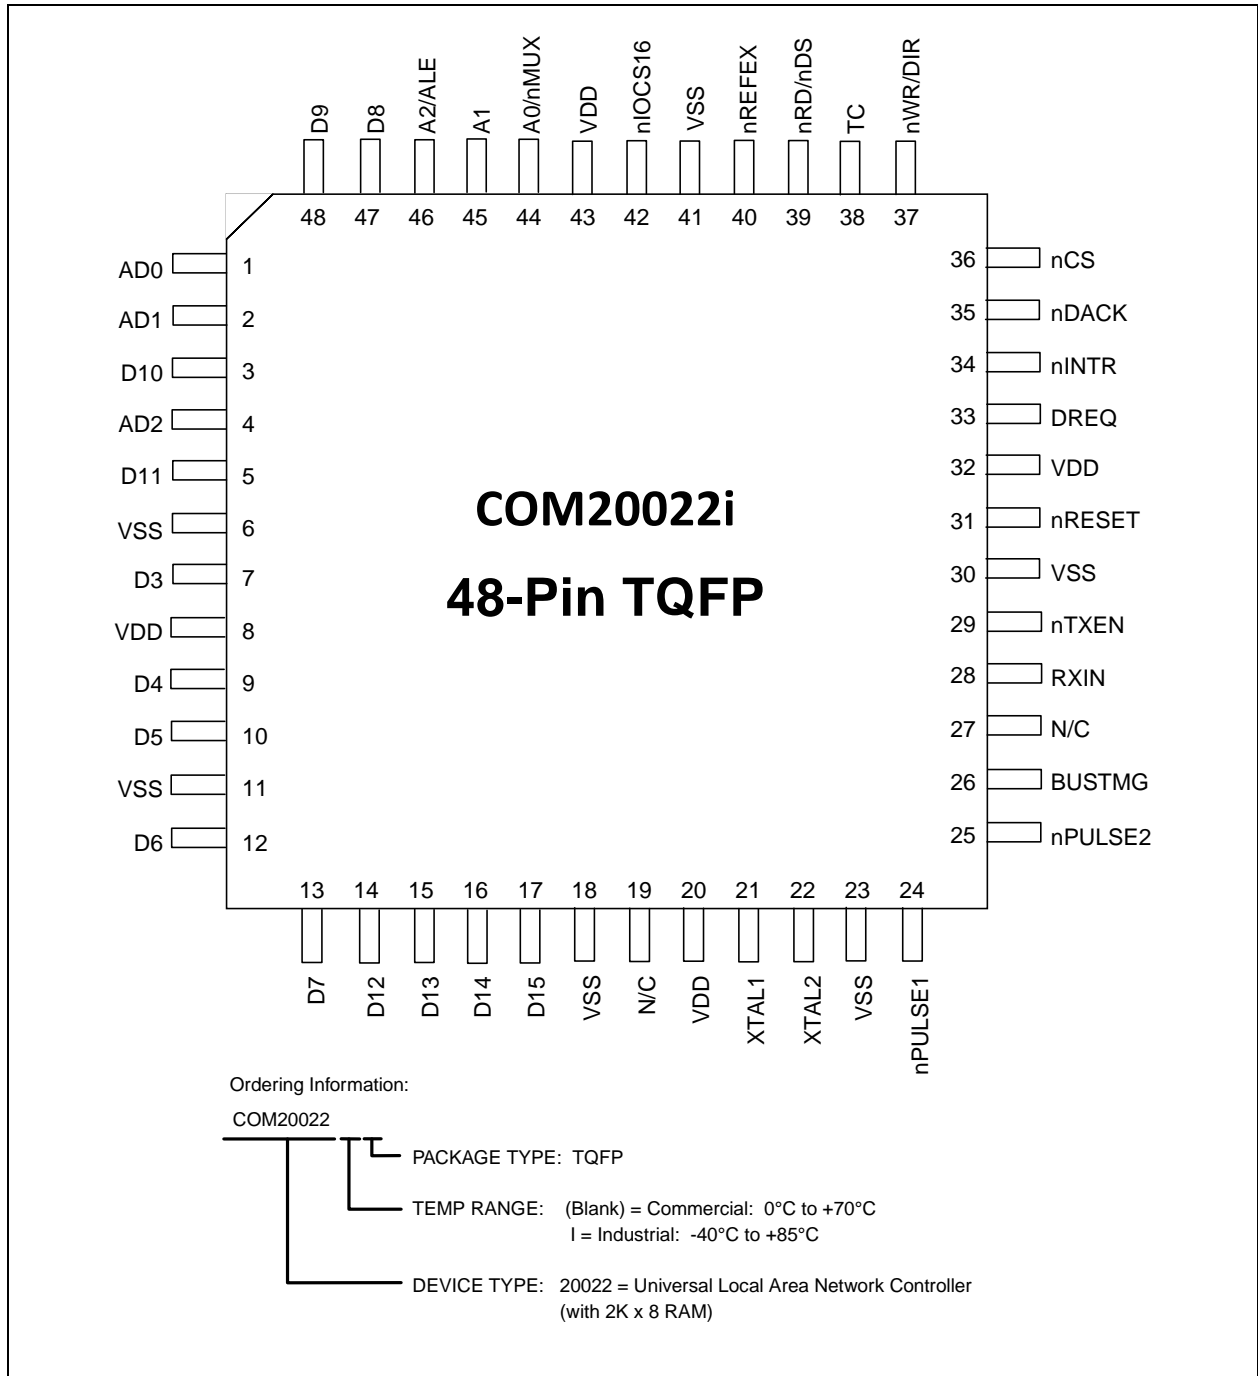 D9
D8
A2/ALE
A1
A0/nMUX
VDD
nIOCS16
VSS
nREFEX
nRD/nDS
TC
nWR/DIR
48 47 46 45 44 43 42 41 40 39 38 37
AD0 1
AD1 2
D10 3
AD2 4
D11 5
VSS 6
D3 7
VDD 8
D4 9
D5 10
VSS 11
D6 12
36 nCS
35 nDACK
34 nINTR
33 DREQ
32 VDD
31 nRESET
30 VSS
29 nTXEN
28 RXIN
27 N/C
26 BUSTMG
25 nPULSE2
COM20022i
48-Pin TQFP
13 14 15 16 17 18 19 20 21 22 23 24
D7
D12
D13
D14
D15
VSS
N/C
VDD
XTAL1
XTAL2
VSS
nPULSE1
Ordering Information:
COM20022
PACKAGE TYPE: TQFP
TEMP RANGE: (Blank) = Commercial: 0°C to +70°C
I = Industrial: -40°C to +85°C
DEVICE TYPE: 20022 = Universal Local Area Network Controller
(with 2K x 8 RAM)